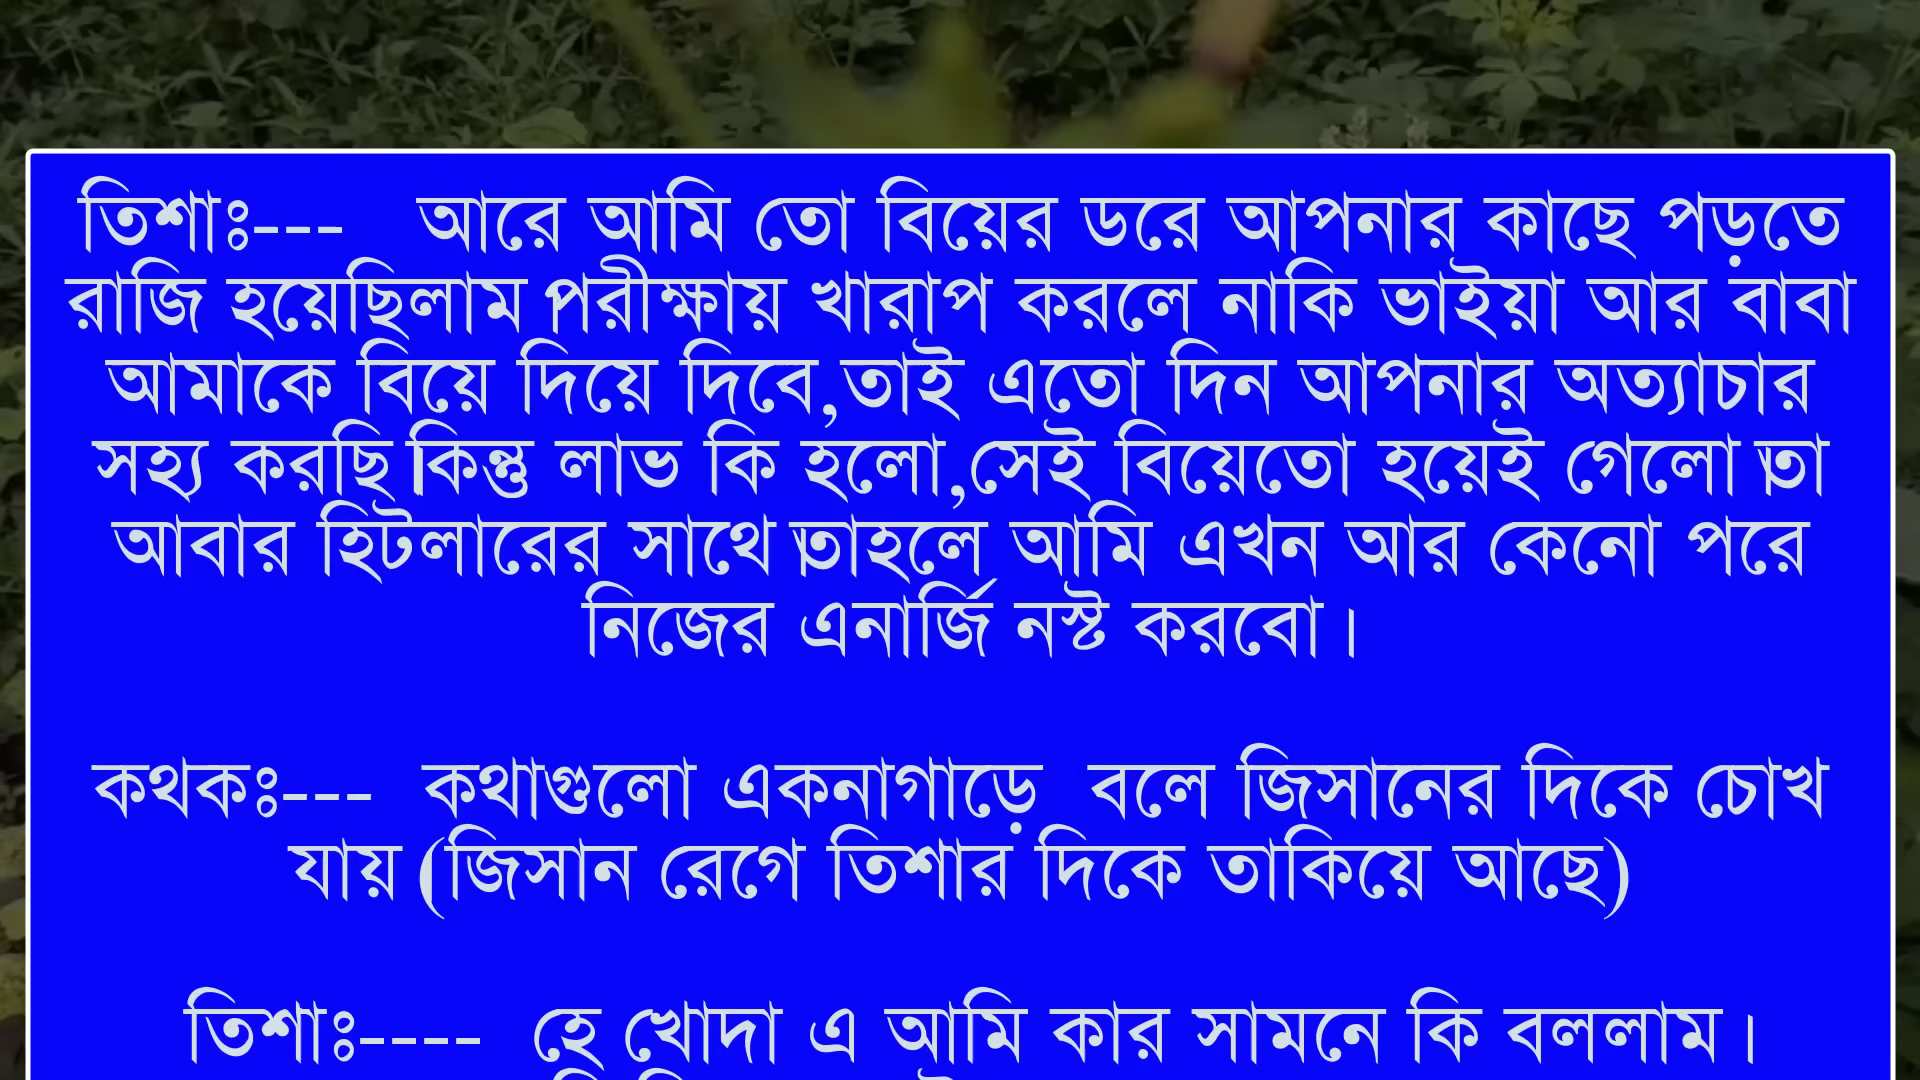 তিশাঃ--- আরে আমি তো বিয়ের ডরে আপনার কাছে পড়তে
রাজি হয়েছিলাম পরীক্ষায় খারাপ করলে নাকি ভাইয়া আর বাবা
আমাকে বিয়ে দিয়ে দিবে,তাই এতো দিন আপনার অত্যাচার
সহ্য করছি কিন্তু লাভ কি হলো,সেই বিয়েতো হয়েই গেলো তা
আবার হিটলারের সাথে তাহলে আমি এখন আর কেনো পরে
নিজের এনার্জি নস্ট করবো।
কথকঃ--- কথাগুলো একনাগাড়ে বলে জিসানের দিকে চোখ
যায় (জিসান রেগে তিশার দিকে তাকিয়ে আছে)
তিশাঃ---- হে খোদা এ আমি কার সামনে কি বললাম।